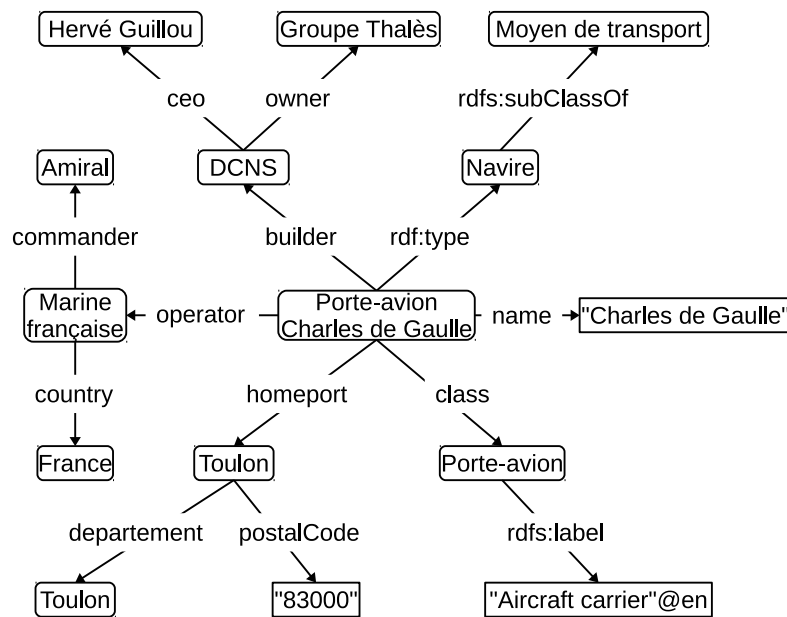 Hervé Guillou
Groupe Thalès
Moyen de transport
ceo
owner
rdfs:subClassOf
Amiral
DCNS
Navire
commander
builder
rdf:type
Marine
française
operator
Porte-avion
Charles de Gaulle
name
"Charles de Gaulle"
country
homeport
class
France
Toulon
Porte-avion
departement
postalCode
rdfs:label
Toulon
"83000"
"Aircraft carrier"@en